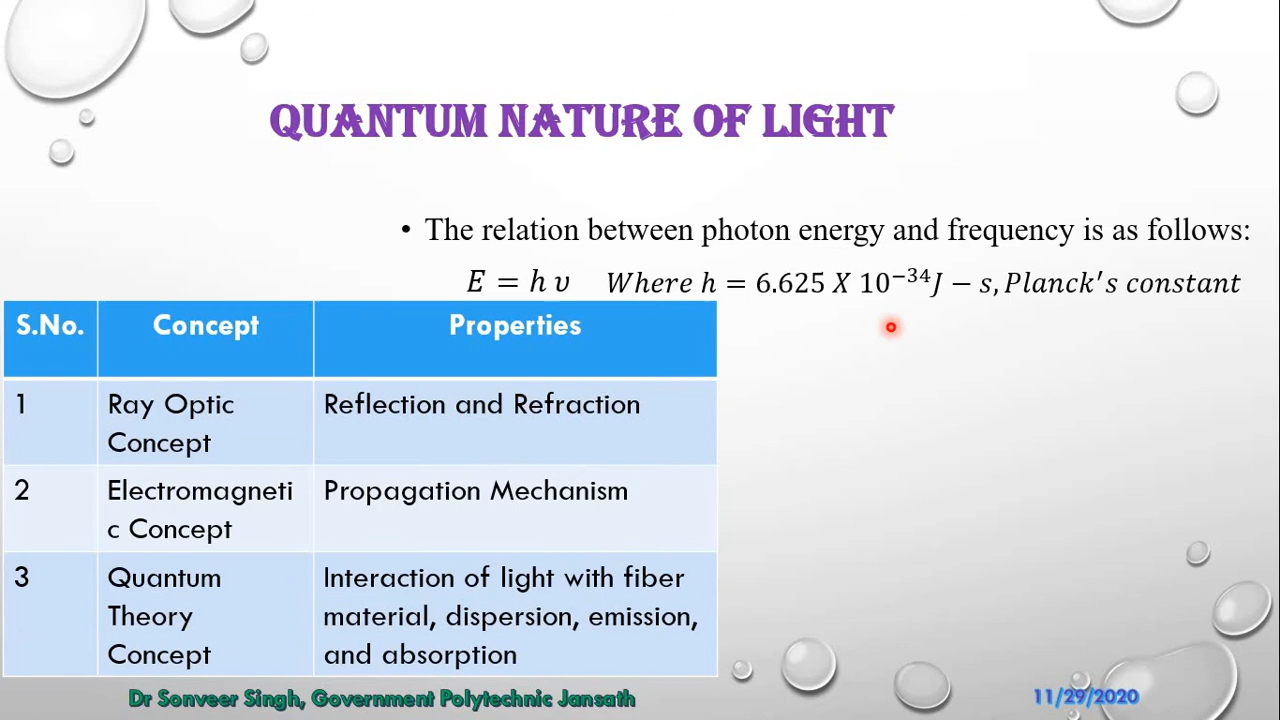 QUANTUM NATURE OF LIGHT
• The relation between photon energy and frequency is as follows:
E = h υ Where h = 6.625 X 10⁻³⁴J − s, Planck′s constant
S.No. Concept Properties
1 Ray Optic Reflection and Refraction
Concept
2 Electromagneti Propagation Mechanism
c Concept
3 Quantum Interaction of light with fiber
Theory material, dispersion, emission,
Concept and absorption
Dr Sonveer Singh, Government Polytechnic Jansath 11/29/2020